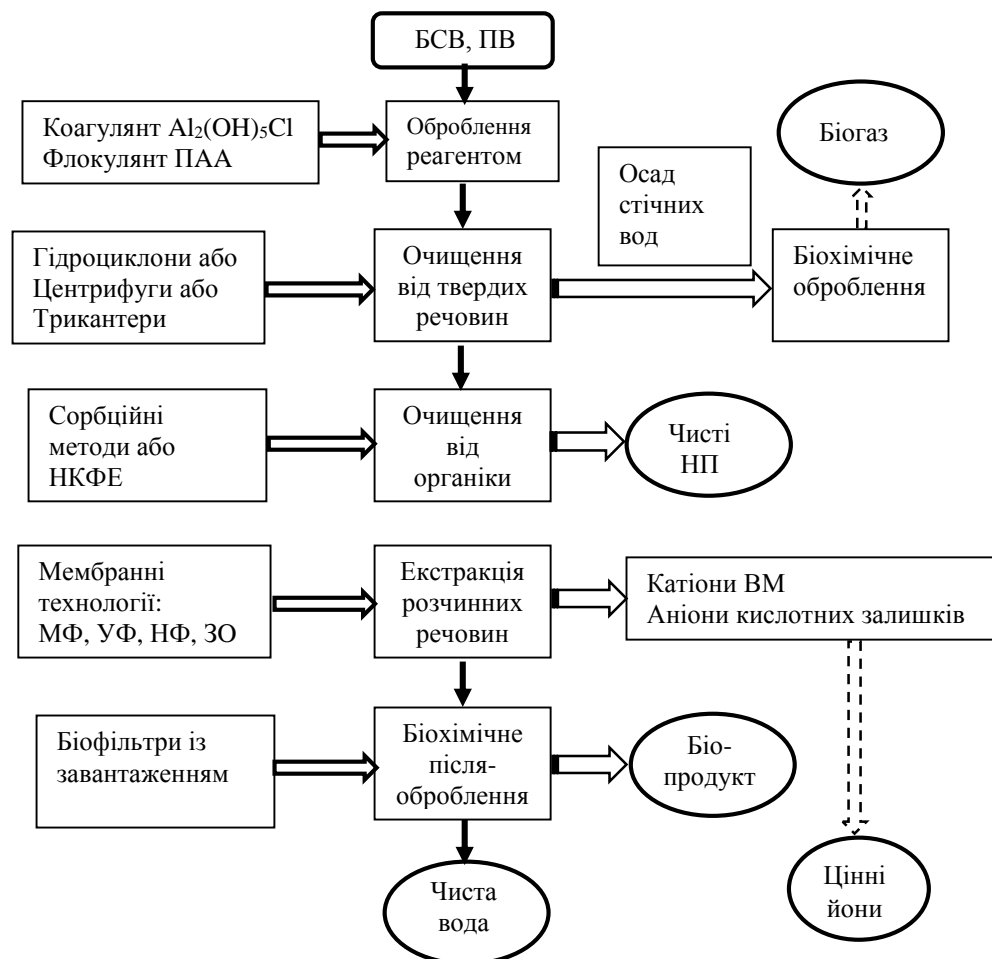 БСВ, ПВ
Коагулянт Al₂(OH)₅Cl
Флокулянт ПАА
Оброблення
реагентом
Осад
стічних
вод
Біогаз
Гідроциклони або
Центрифуги або
Трикантери
Очищення
від твердих
речовин
Біохімічне
оброблення
Сорбційні
методи або
НКФЕ
Очищення
від
органіки
Чисті
НП
Мембранні
технології:
МФ, УФ, НФ, ЗО
Екстракція
розчинних
речовин
Катіони ВМ
Аніони кислотних залишків
Біофільтри із
завантаженням
Біохімічне
після-
оброблення
Біо-
продукт
Чиста
вода
Цінні
йони